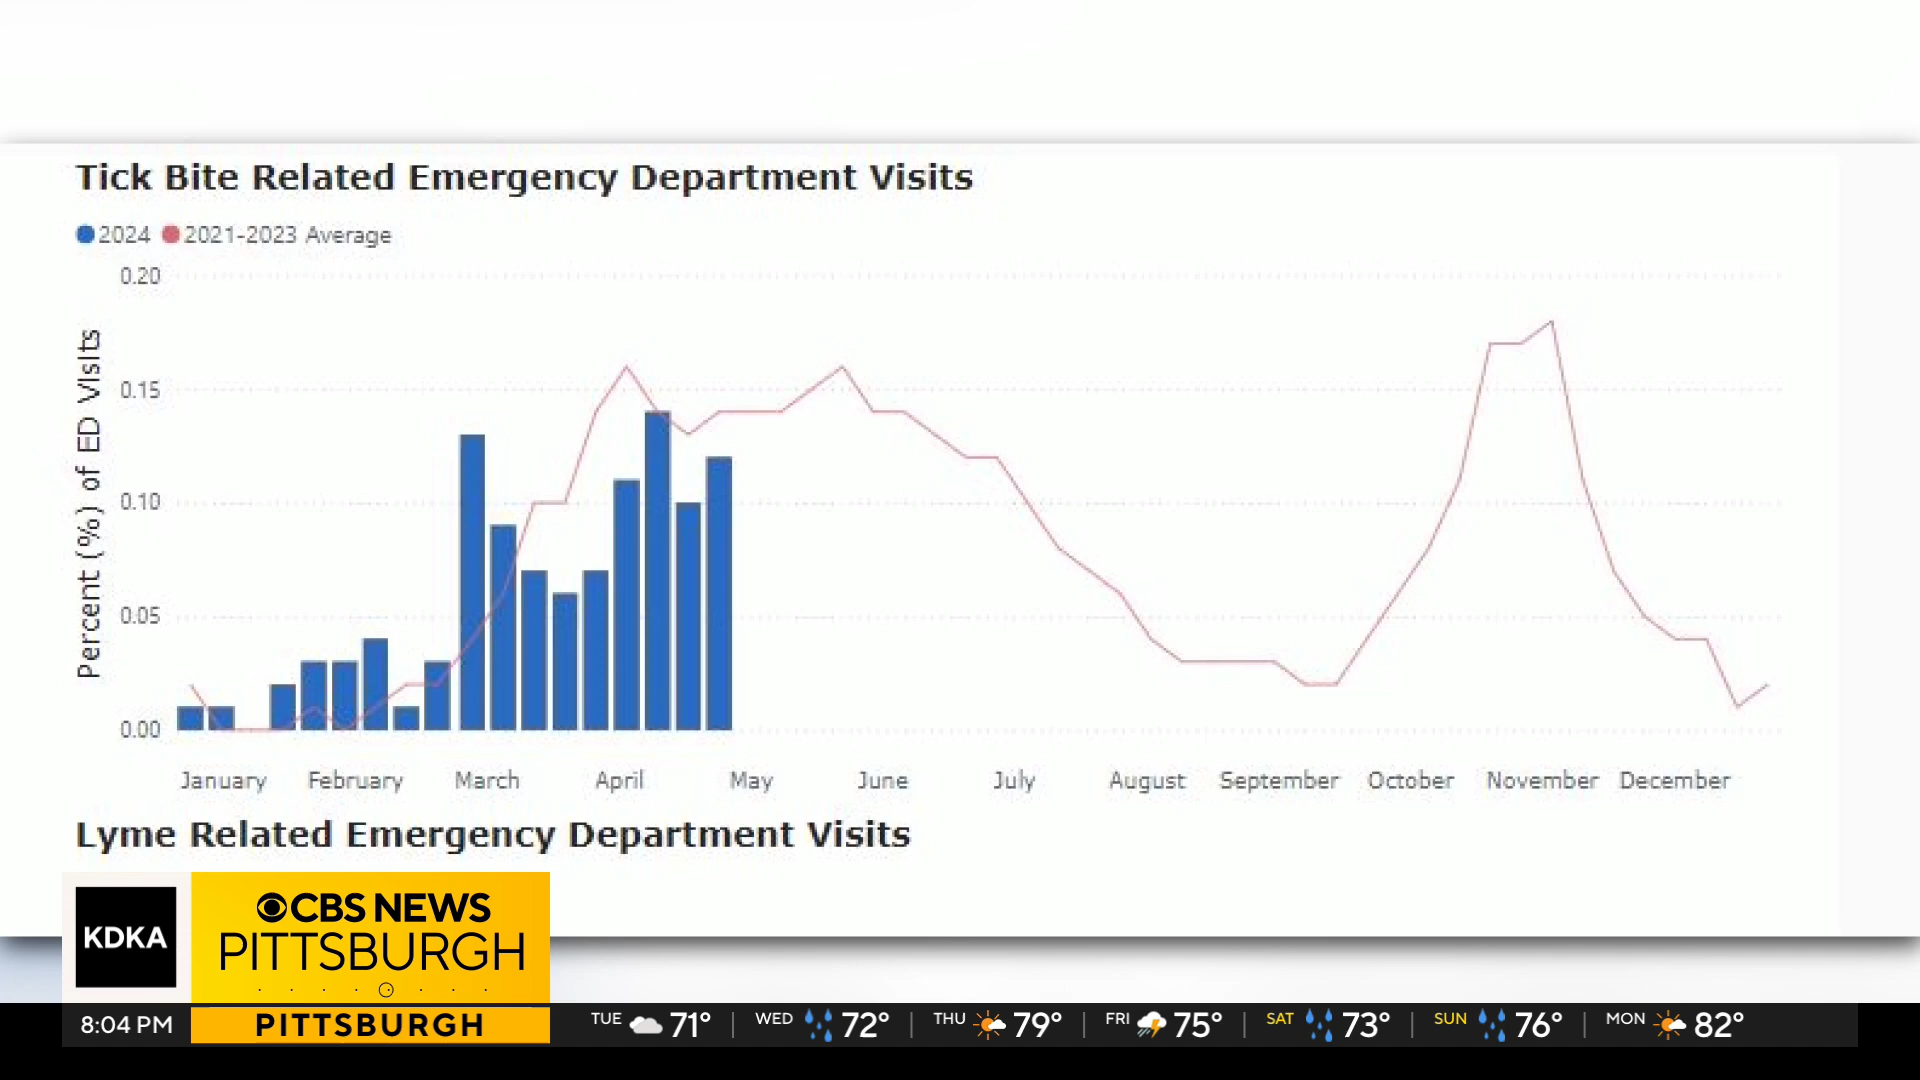 Tick Bite Related Emergency Department Visits
2024 2021-2023 Average
Percent (%) of ED Visits
0.20
0.15
0.10
0.05
0.00
January February March April May June July August September October November December
Lyme Related Emergency Department Visits
KDKA
CBS NEWS
PITTSBURGH
8:04 PM
PITTSBURGH
TUE 71° | WED 72° | THU 79° | FRI 75° | SAT 73° | SUN 76° | MON 82°